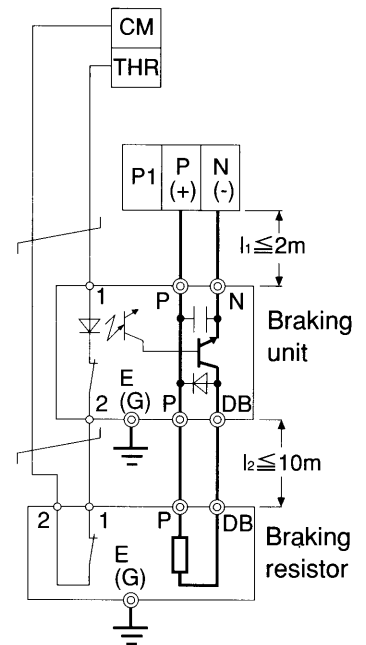 CM
THR
P1 P (+) N (-)
l₁≦2m
1 P N
Braking unit
E (G)
2 P DB
l₂≦10m
2 1 P DB
Braking resistor
E (G)